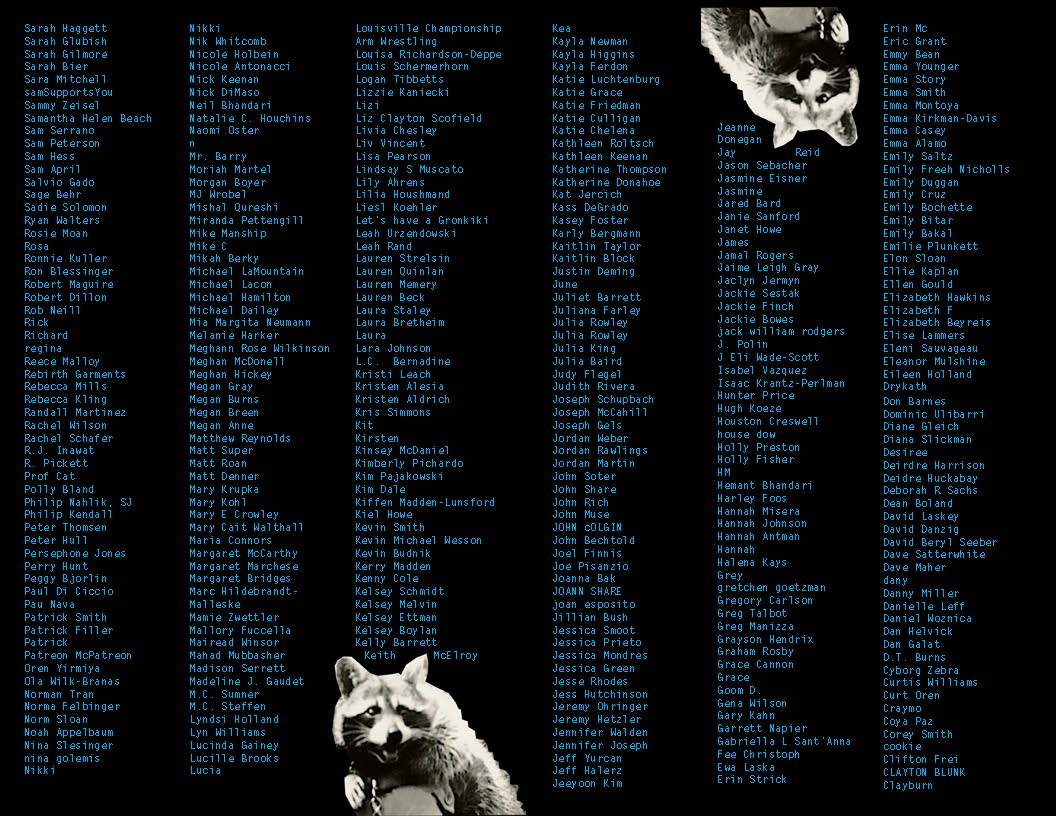 Sarah Haggett
Sarah Glubish
Sarah Gilmore
Sarah Bier
Sara Mitchell
samSupportsYou
Sammy Zeisel
Samantha Helen Beach
Sam Serrano
Sam Peterson
Sam Hess
Sam April
Salvio Gado
Sage Behr
Sadie Solomon
Ryan Walters
Rosie Moan
Rosa
Ronnie Kuller
Ron Blessinger
Robert Maguire
Robert Dillon
Rob Neill
Rick
Richard
regina
Reece Malloy
Rebirth Garments
Rebecca Mills
Rebecca Kling
Randall Martinez
Rachel Wilson
Rachel Schafer
R.J. Inawat
R. Pickett
Prof Cat
Polly Bland
Philip Nahlik, SJ
Philip Kendall
Peter Thomsen
Peter Hull
Persephone Jones
Perry Hunt
Peggy Bjorlin
Paul Di Ciccio
Pau Nava
Patrick Smith
Patrick Filler
Patrick
Patreon McPatreon
Oren Yirmiya
Ola Wilk-Branas
Norman Tran
Norma Felbinger
Norm Sloan
Noah Appelbaum
Nina Slesinger
nina golemis
Nikki
Nikki
Nik Whitcomb
Nicole Holbein
Nicole Antonacci
Nick Keenan
Nick DiMaso
Neil Bhandari
Natalie C. Houchins
Naomi Oster
n
Mr. Barry
Moriah Martel
Morgan Boyer
MJ Wrobel
Mishal Qureshi
Miranda Pettengill
Mike Manship
Mike C
Mikah Berky
Michael LaMountain
Michael Lacon
Michael Hamilton
Michael Dailey
Mia Margita Neumann
Melanie Harker
Meghann Rose Wilkinson
Meghan McDonell
Meghan Hickey
Megan Gray
Megan Burns
Megan Breen
Megan Anne
Matthew Reynolds
Matt Super
Matt Roan
Matt Denner
Mary Krupka
Mary Kohl
Mary E Crowley
Mary Cait Walthall
Maria Connors
Margaret McCarthy
Margaret Marchese
Margaret Bridges
Marc Hildebrandt-
Malleske
Mamie Zwettler
Mallory Fuccella
Mairead Winsor
Mahad Mubbasher
Madison Serrett
Madeline J. Gaudet
M.C. Sumner
M.C. Steffen
Lyndsi Holland
Lyn Williams
Lucinda Gainey
Lucille Brooks
Lucia
Louisville Championship
Arm Wrestling
Louisa Richardson-Deppe
Louis Schermerhorn
Logan Tibbetts
Lizzie Kaniecki
Lizi
Liz Clayton Scofield
Livia Chesley
Liv Vincent
Lisa Pearson
Lindsay S Muscato
Lily Ahrens
Lilia Houshmand
Liesl Koehler
Let's have a Gronkiki
Leah Urzendowski
Leah Rand
Lauren Strelsin
Lauren Quinlan
Lauren Memery
Lauren Beck
Laura Staley
Laura Bretheim
Laura
Lara Johnson
L.C. Bernadine
Kristi Leach
Kristen Alesia
Kristen Aldrich
Kris Simmons
Kit
Kirsten
Kinsey McDaniel
Kimberly Pichardo
Kim Pajakowski
Kim Dale
Kiffen Madden-Lunsford
Kiel Howe
Kevin Smith
Kevin Michael Wesson
Kevin Budnik
Kerry Madden
Kenny Cole
Kelsey Schmidt
Kelsey Melvin
Kelsey Ettman
Kelsey Boylan
Kelly Barrett
Keith McElroy
Kea
Kayla Newman
Kayla Higgins
Kayla Ferdon
Katie Luchtenburg
Katie Grace
Katie Friedman
Katie Culligan
Katie Chelena
Kathleen Roltsch
Kathleen Keenan
Katherine Thompson
Katherine Donahoe
Kat Jercich
Kass DeGrado
Kasey Foster
Karly Bergmann
Kaitlin Taylor
Kaitlin Block
Justin Deming
June
Juliet Barrett
Juliana Farley
Julia Rowley
Julia Rowley
Julia King
Julia Baird
Judy Flegel
Judith Rivera
Joseph Schupbach
Joseph McCahill
Joseph Gels
Jordan Weber
Jordan Rawlings
Jordan Martin
John Soter
John Share
John Rich
John Muse
JOHN cOLGIN
John Bechtold
Joel Finnis
Joe Pisanzio
Joanna Bak
JOANN SHARE
joan esposito
Jillian Bush
Jessica Smoot
Jessica Prieto
Jessica Mondres
Jessica Green
Jesse Rhodes
Jess Hutchinson
Jeremy Ohringer
Jeremy Hetzler
Jennifer Walden
Jennifer Joseph
Jeff Yurcan
Jeff Halerz
Jeeyoon Kim
Jeanne
Donegan
Jay Reid
Jason Sebacher
Jasmine Eisner
Jasmine
Jared Bard
Janie Sanford
Janet Howe
James
Jamal Rogers
Jaime Leigh Gray
Jaclyn Jermyn
Jackie Sestak
Jackie Finch
Jackie Bowes
jack william rodgers
J. Polin
J Eli Wade-Scott
Isabel Vazquez
Isaac Krantz-Perlman
Hunter Price
Hugh Koeze
Houston Creswell
house dow
Holly Preston
Holly Fisher
HM
Hemant Bhandari
Harley Foos
Hannah Misera
Hannah Johnson
Hannah Antman
Hannah
Halena Kays
Grey
gretchen goetzman
Gregory Carlson
Greg Talbot
Greg Manizza
Grayson Hendrix
Graham Rosby
Grace Cannon
Grace
Goom D.
Gena Wilson
Gary Kahn
Garrett Napier
Gabriella L Sant'Anna
Fee Christoph
Ewa Laska
Erin Strick
Erin Mc
Eric Grant
Emmy Bean
Emma Younger
Emma Story
Emma Smith
Emma Montoya
Emma Kirkman-Davis
Emma Casey
Emma Alamo
Emily Saltz
Emily Freeh Nicholls
Emily Duggan
Emily Cruz
Emily Bochette
Emily Bitar
Emily Bakal
Emilie Plunkett
Elon Sloan
Ellie Kaplan
Ellen Gould
Elizabeth Hawkins
Elizabeth F
Elizabeth Beyreis
Elise Lammers
Eleni Sauvageau
Eleanor Mulshine
Eileen Holland
Drykath
Don Barnes
Dominic Ulibarri
Diane Gleich
Diana Slickman
Desiree
Deirdre Harrison
Deidre Huckabay
Deborah R Sachs
Dean Boland
David Laskey
David Danzig
David Beryl Seeber
Dave Satterwhite
Dave Maher
dany
Danny Miller
Danielle Leff
Daniel Woznica
Dan Helvick
Dan Galat
D.T. Burns
Cyborg Zebra
Curtis Williams
Curt Oren
Craymo
Coya Paz
Corey Smith
cookie
Clifton Frei
CLAYTON BLUNK
Clayburn